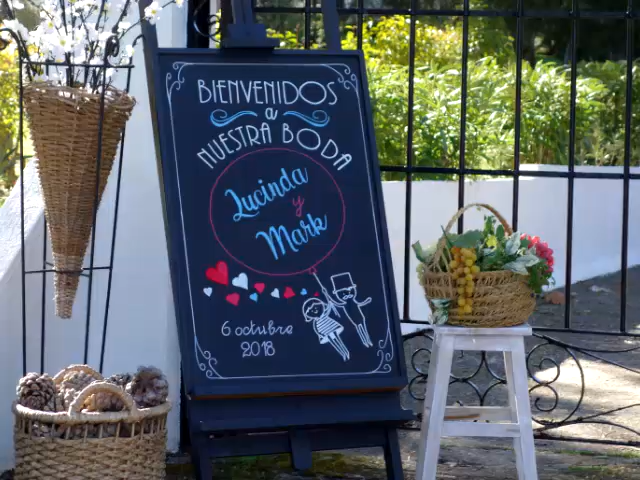 BIENVENIDOS
a
NUESTRA BODA
Lucinda
y
Mark
6 octubre
2018